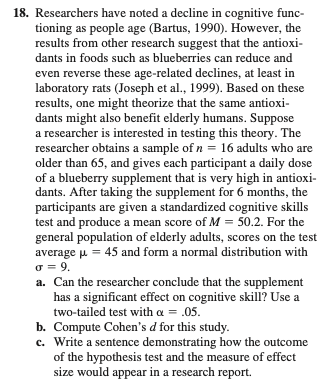 18. Researchers have noted a decline in cognitive func-
tioning as people age (Bartus, 1990). However, the
results from other research suggest that the antioxi-
dants in foods such as blueberries can reduce and
even reverse these age-related declines, at least in
laboratory rats (Joseph et al., 1999). Based on these
results, one might theorize that the same antioxi-
dants might also benefit elderly humans. Suppose
a researcher is interested in testing this theory. The
researcher obtains a sample of n = 16 adults who are
older than 65, and gives each participant a daily dose
of a blueberry supplement that is very high in antioxi-
dants. After taking the supplement for 6 months, the
participants are given a standardized cognitive skills
test and produce a mean score of M = 50.2. For the
general population of elderly adults, scores on the test
average μ = 45 and form a normal distribution with
σ = 9.
a. Can the researcher conclude that the supplement
has a significant effect on cognitive skill? Use a
two-tailed test with α = .05.
b. Compute Cohen's d for this study.
c. Write a sentence demonstrating how the outcome
of the hypothesis test and the measure of effect
size would appear in a research report.